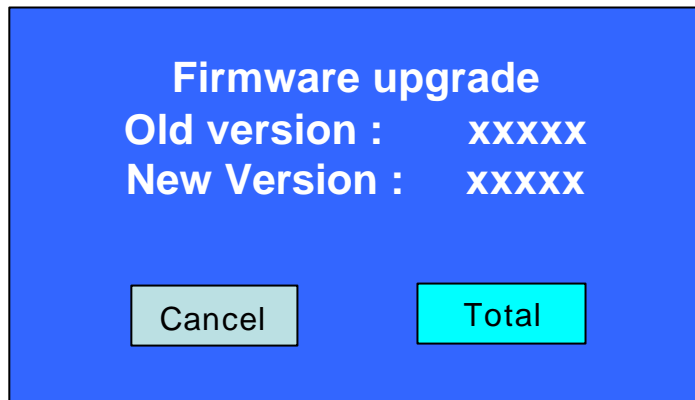 Firmware upgrade
Old version : xxxxx
New Version : xxxxx
Cancel Total